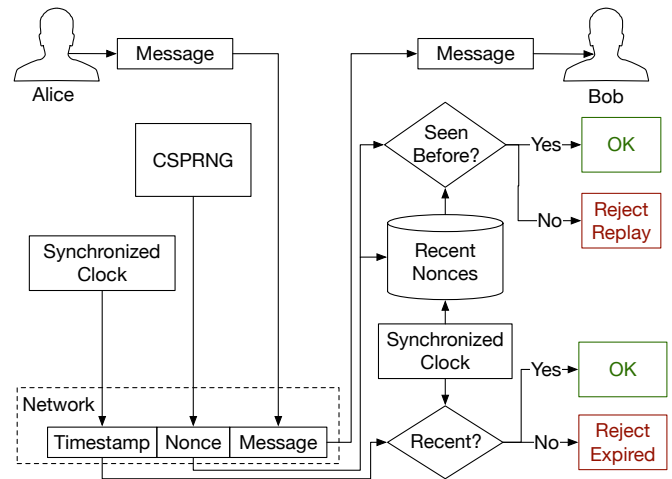 Message
Message
Alice
Bob
CSPRNG
Seen
Before?
Yes
OK
No
Reject
Replay
Synchronized
Clock
Recent
Nonces
Synchronized
Clock
Yes
OK
Network
Timestamp
Nonce
Message
Recent?
No
Reject
Expired